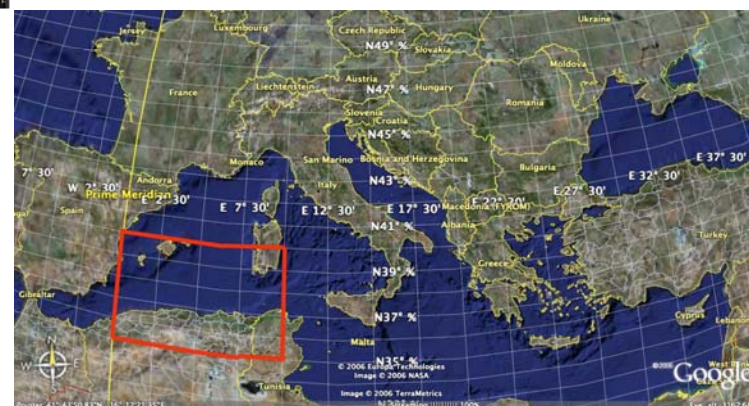 Ukraine
Jersey
Luxembourg
Czech Republic
N49° %
Slovakia
Moldova
Austria
France
Liechtenstein
N47° %
Hungary
Slovenia
Romania
Croatia
N45° %
E 37° 30'
Monaco
San Marino
Bosnia and Herzegovina
7° 30'
Andorra
Bulgaria
E 32° 30'
W 2° 30'
N43° %
Italy
E 27° 30'
Prime Meridian
E 7° 30'
E 12° 30'
E 17° 30'
Macedonia (FYROM)
Spain
N41° %
Albania
Turkey
Greece
N39° %
Gibraltar
N37° %
Cyprus
Lebanon
Malta
N
N35° %
© 2006 Europa Technologies
W
E
Image © 2006 NASA
Google
S
Tunisia
Image © 2006 TerraMetrics